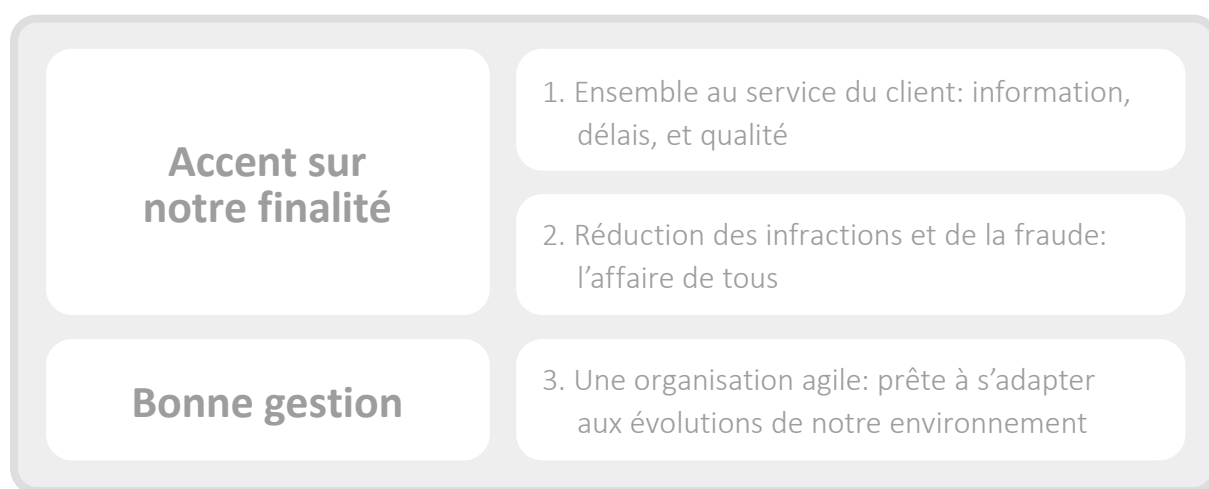 Accent sur
notre finalité
1. Ensemble au service du client: information,
délais, et qualité
2. Réduction des infractions et de la fraude:
l’affaire de tous
Bonne gestion
3. Une organisation agile: prête à s’adapter
aux évolutions de notre environnement